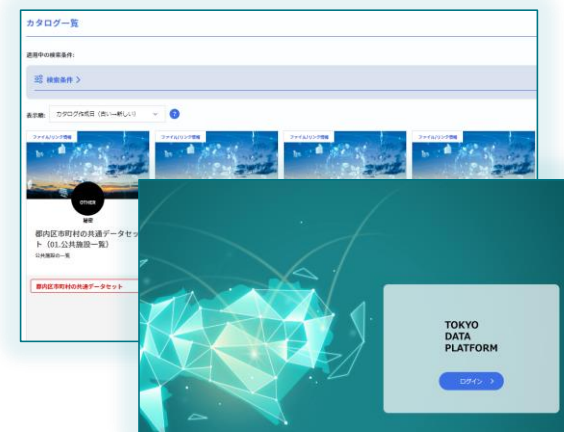 カタログ一覧
適用中の検索条件:
検索条件 >
表示順: カタログ作成日（古い→新しい） ?
ファイル/リンク情報 ファイル/リンク情報 ファイル/リンク情報 ファイル/リンク情報
OTHER
都内区市町村の共通データセッ
ト（01.公共施設一覧）
公共施設の一覧
都内区市町村の共通データセット
TOKYO
DATA
PLATFORM
ログイン >